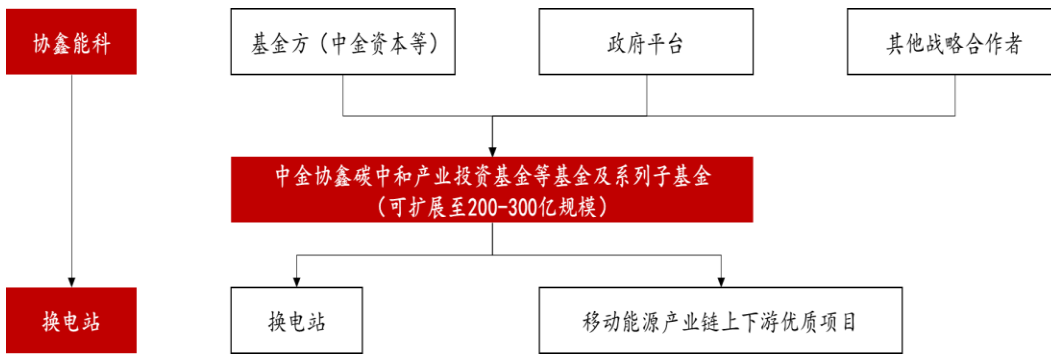 协鑫能科
基金方（中金资本等）
政府平台
其他战略合作者
中金协鑫碳中和产业投资基金等基金及系列子基金
（可扩展至200-300亿规模）
换电站
换电站
移动能源产业链上下游优质项目